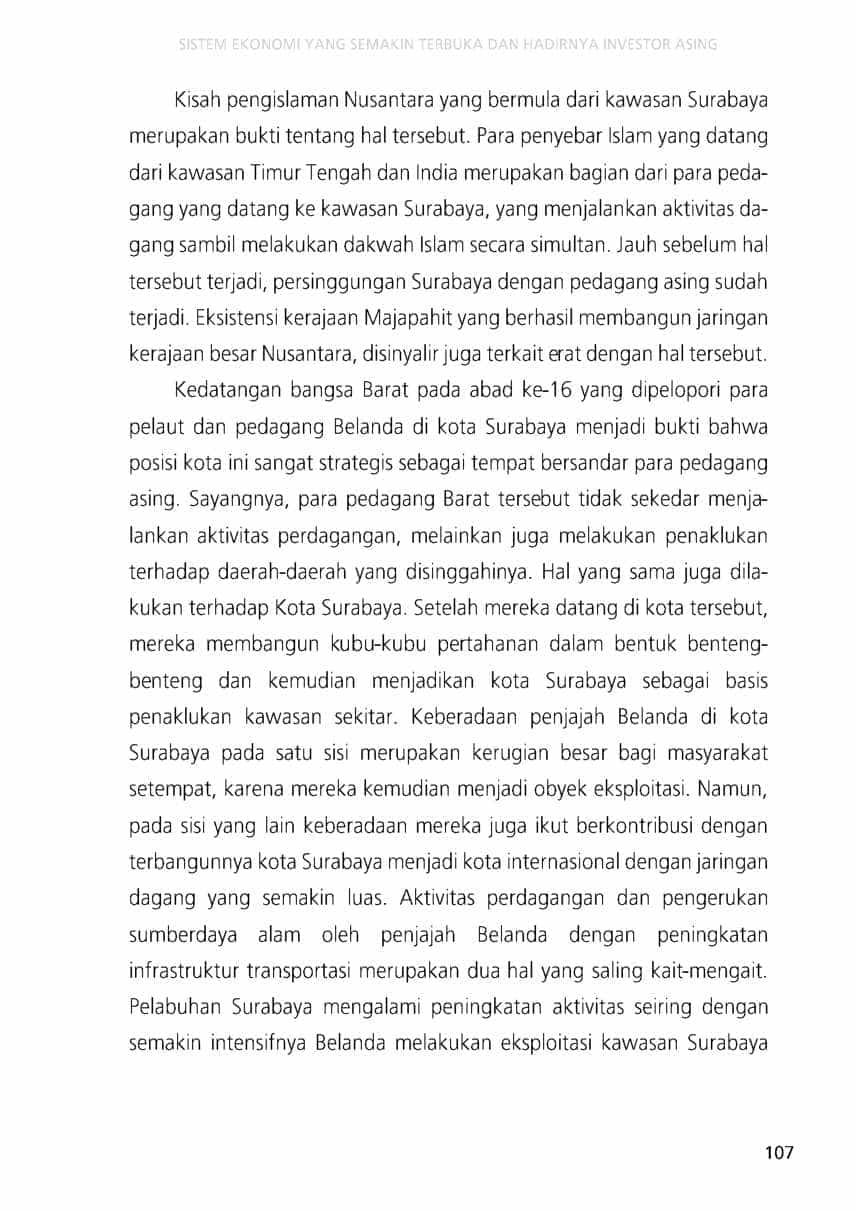 SISTEM EKONOMI YANG SEMAKIN TERBUKA DAN HADIRNYA INVESTOR ASING
Kisah pengislaman Nusantara yang bermula dari kawasan Surabaya
merupakan bukti tentang hal tersebut. Para penyebar Islam yang datang
dari kawasan Timur Tengah dan India merupakan bagian dari para peda-
gang yang datang ke kawasan Surabaya, yang menjalankan aktivitas da-
gang sambil melakukan dakwah Islam secara simultan. Jauh sebelum hal
tersebut terjadi, persinggungan Surabaya dengan pedagang asing sudah
terjadi. Eksistensi kerajaan Majapahit yang berhasil membangun jaringan
kerajaan besar Nusantara, disinyalir juga terkait erat dengan hal tersebut.
Kedatangan bangsa Barat pada abad ke-16 yang dipelopori para
pelaut dan pedagang Belanda di kota Surabaya menjadi bukti bahwa
posisi kota ini sangat strategis sebagai tempat bersandar para pedagang
asing. Sayangnya, para pedagang Barat tersebut tidak sekedar menja-
lankan aktivitas perdagangan, melainkan juga melakukan penaklukan
terhadap daerah-daerah yang disinggahinya. Hal yang sama juga dila-
kukan terhadap Kota Surabaya. Setelah mereka datang di kota tersebut,
mereka membangun kubu-kubu pertahanan dalam bentuk benteng-
benteng dan kemudian menjadikan kota Surabaya sebagai basis
penaklukan kawasan sekitar. Keberadaan penjajah Belanda di kota
Surabaya pada satu sisi merupakan kerugian besar bagi masyarakat
setempat, karena mereka kemudian menjadi obyek eksploitasi. Namun,
pada sisi yang lain keberadaan mereka juga ikut berkontribusi dengan
terbangunnya kota Surabaya menjadi kota internasional dengan jaringan
dagang yang semakin luas. Aktivitas perdagangan dan pengerukan
sumberdaya alam oleh penjajah Belanda dengan peningkatan
infrastruktur transportasi merupakan dua hal yang saling kait-mengait.
Pelabuhan Surabaya mengalami peningkatan aktivitas seiring dengan
semakin intensifnya Belanda melakukan eksploitasi kawasan Surabaya
107